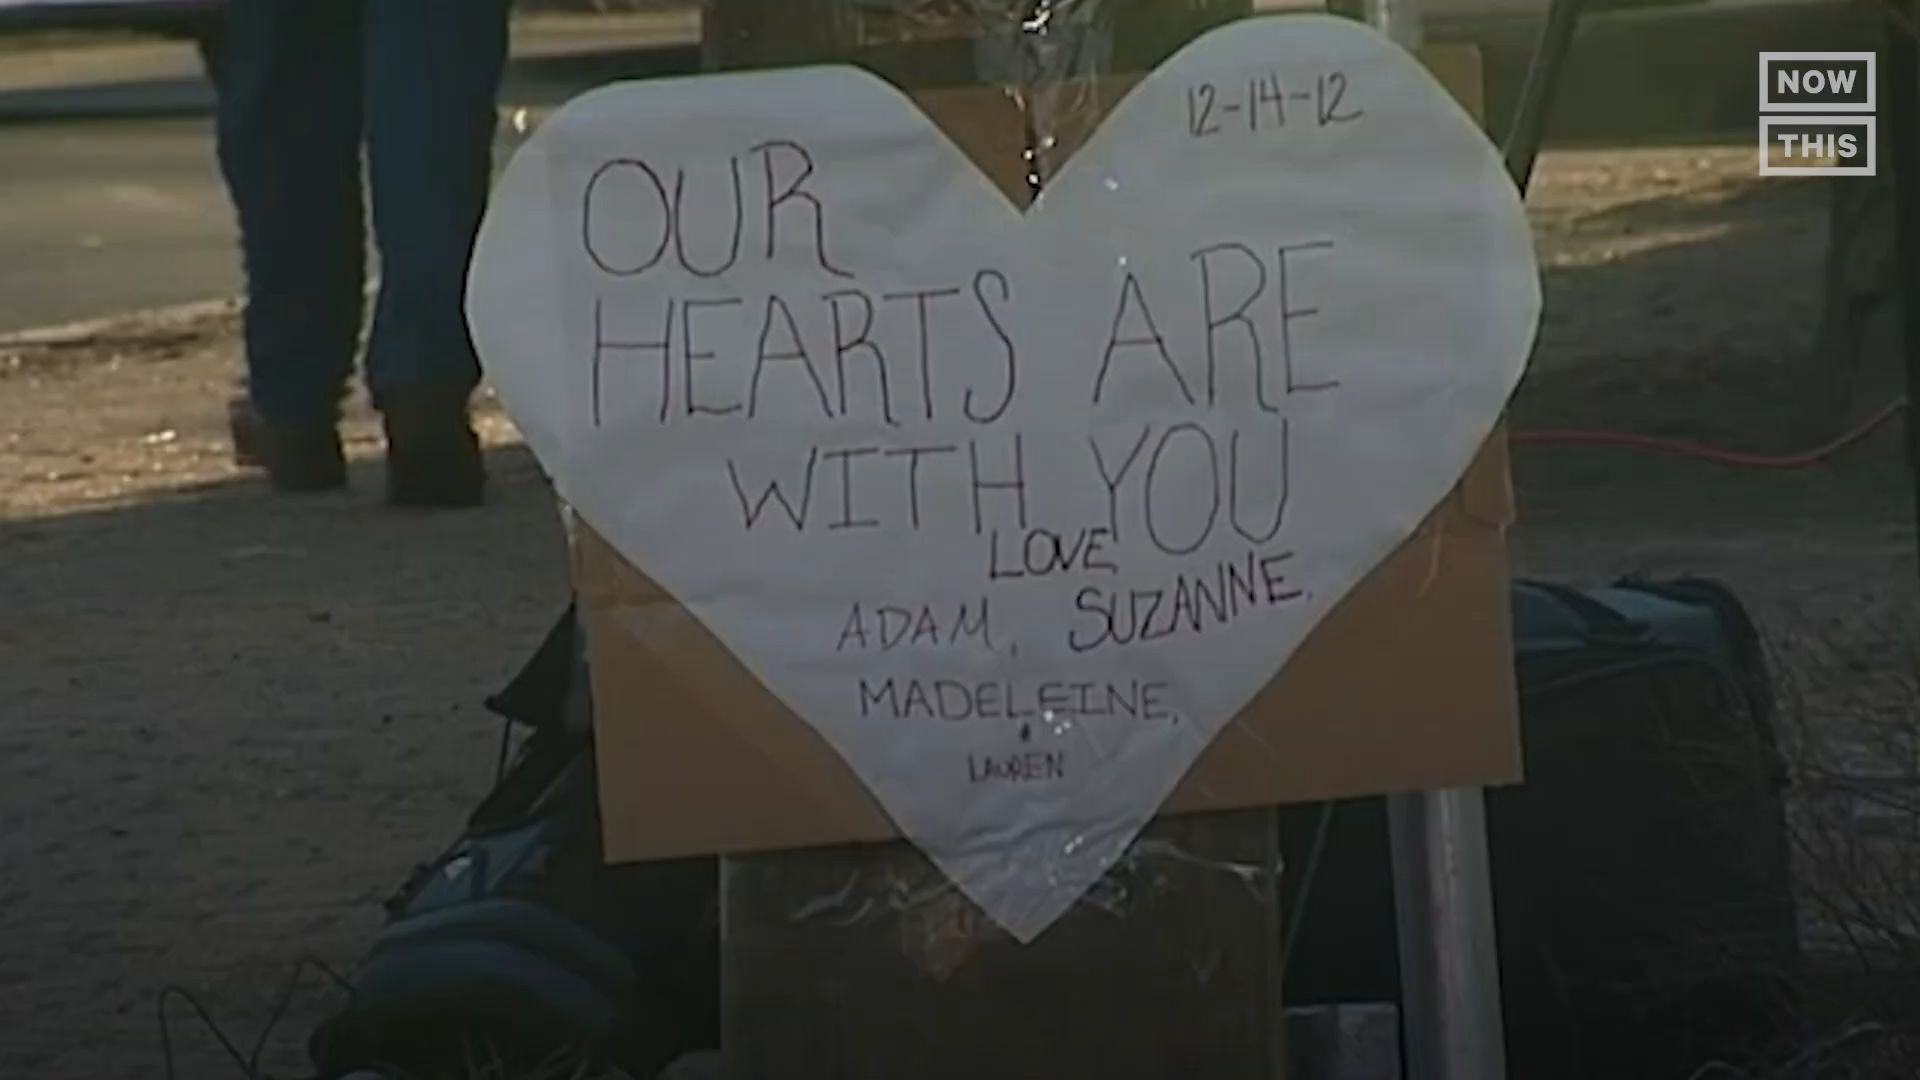 12-14-12
OUR
HEARTS ARE
WITH YOU
LOVE,
ADAM, SUZANNE,
MADELEINE,
&
LAUREN
NOW
THIS